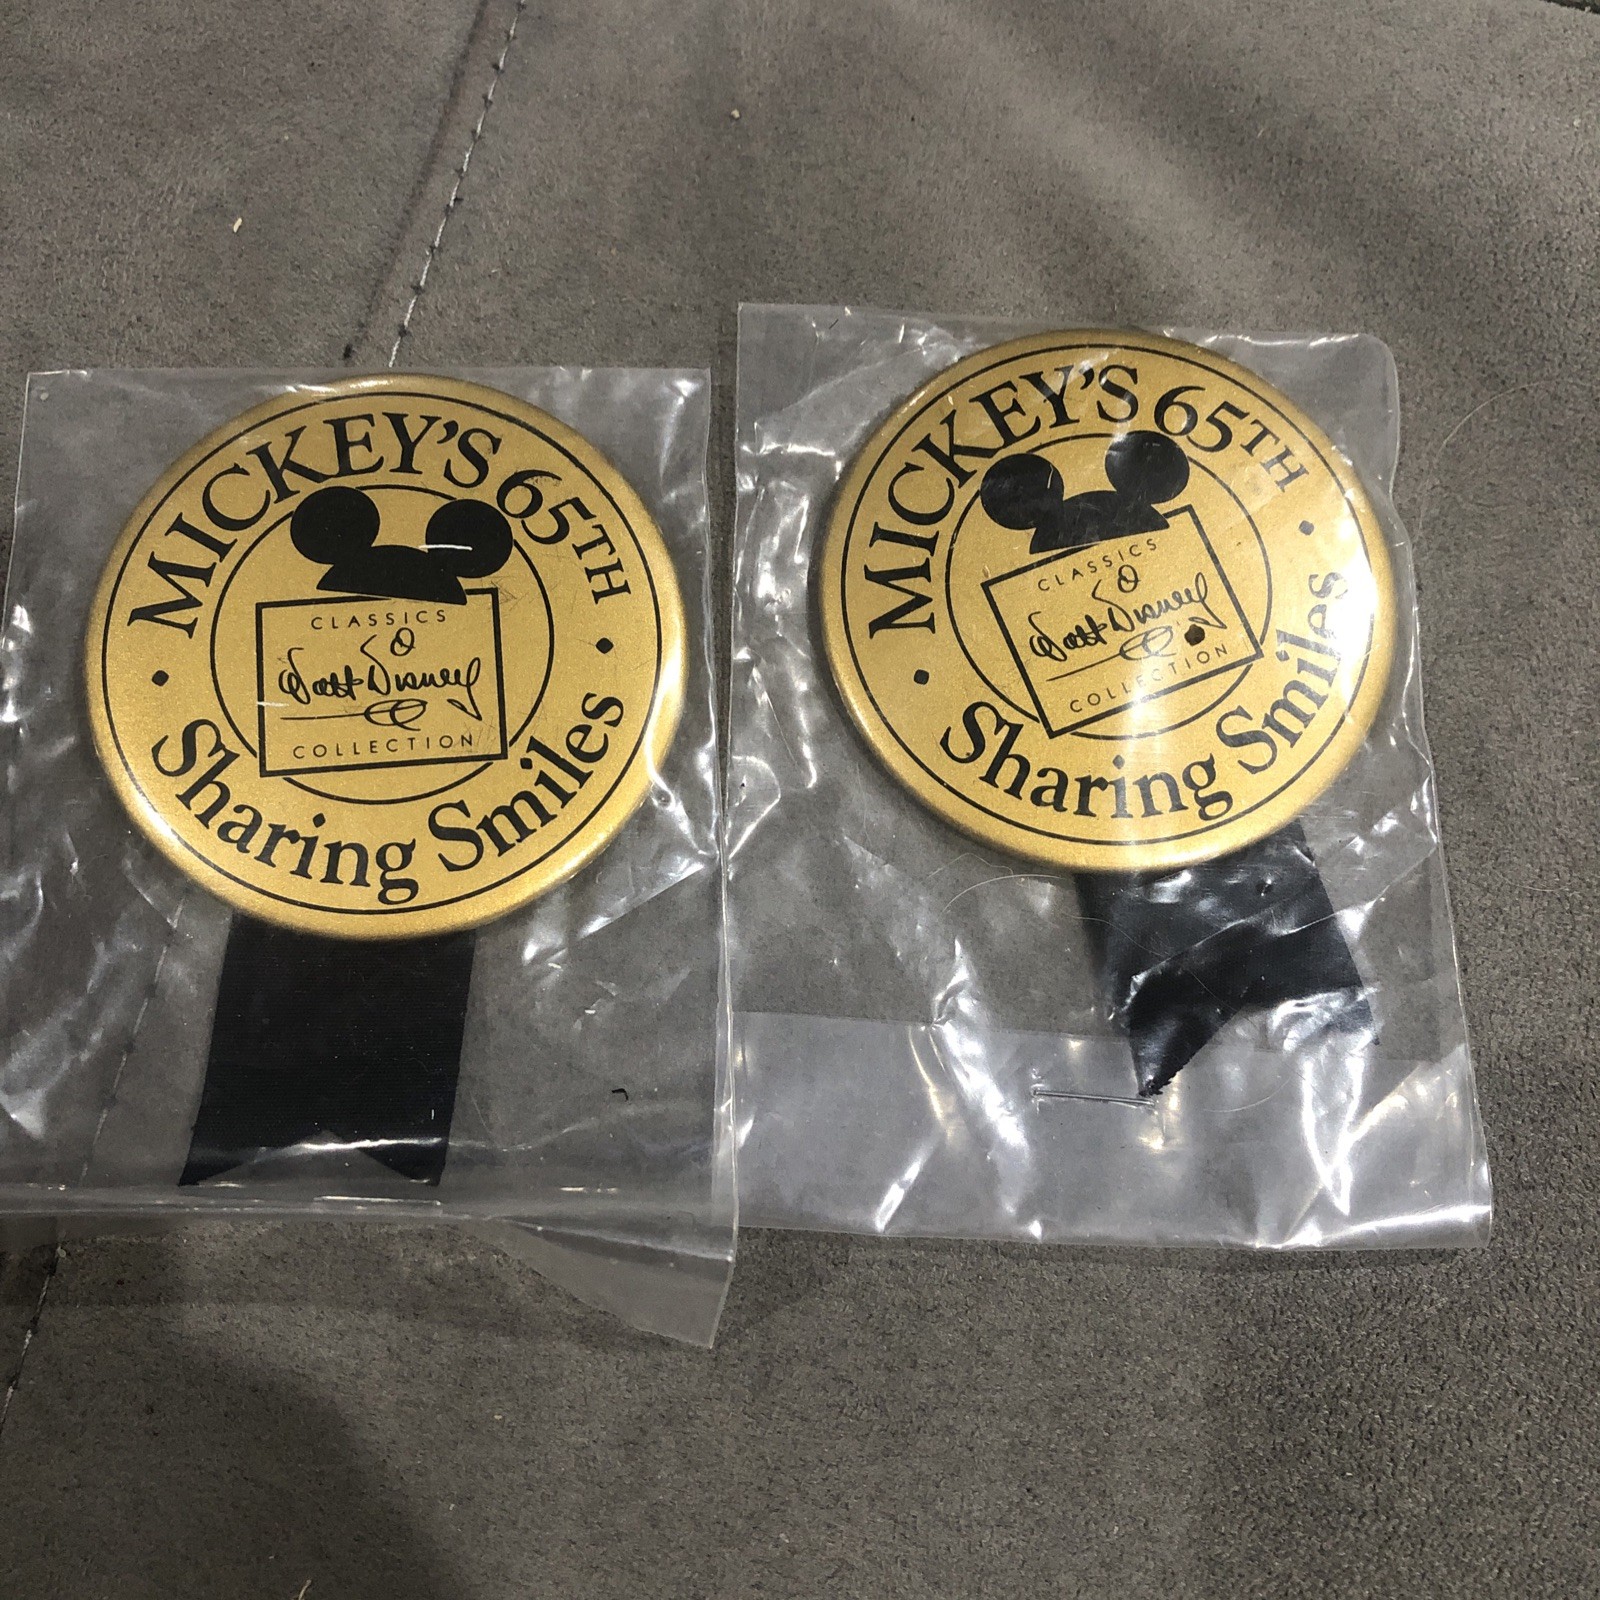 MICKEY'S 65TH
CLASSICS
Walt Disney
COLLECTION
• Sharing Smiles •
MICKEY'S 65TH
CLASSICS
Walt Disney
COLLECTION
• Sharing Smiles •